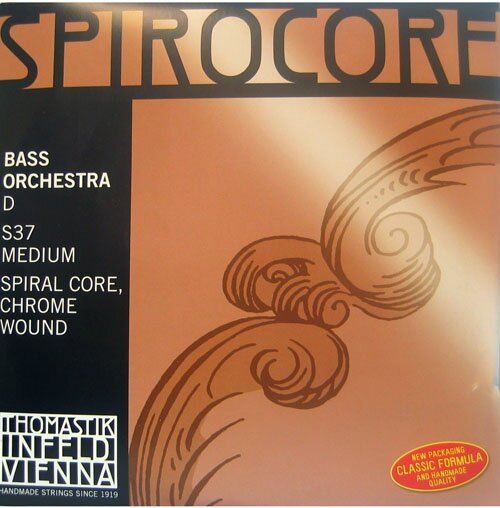 SPIROCORE
BASS
ORCHESTRA
D
S37
MEDIUM
SPIRAL CORE,
CHROME
WOUND
THOMASTIK
INFELD
VIENNA
HANDMADE STRINGS SINCE 1919
NEW PACKAGING
CLASSIC FORMULA
AND HANDMADE
QUALITY